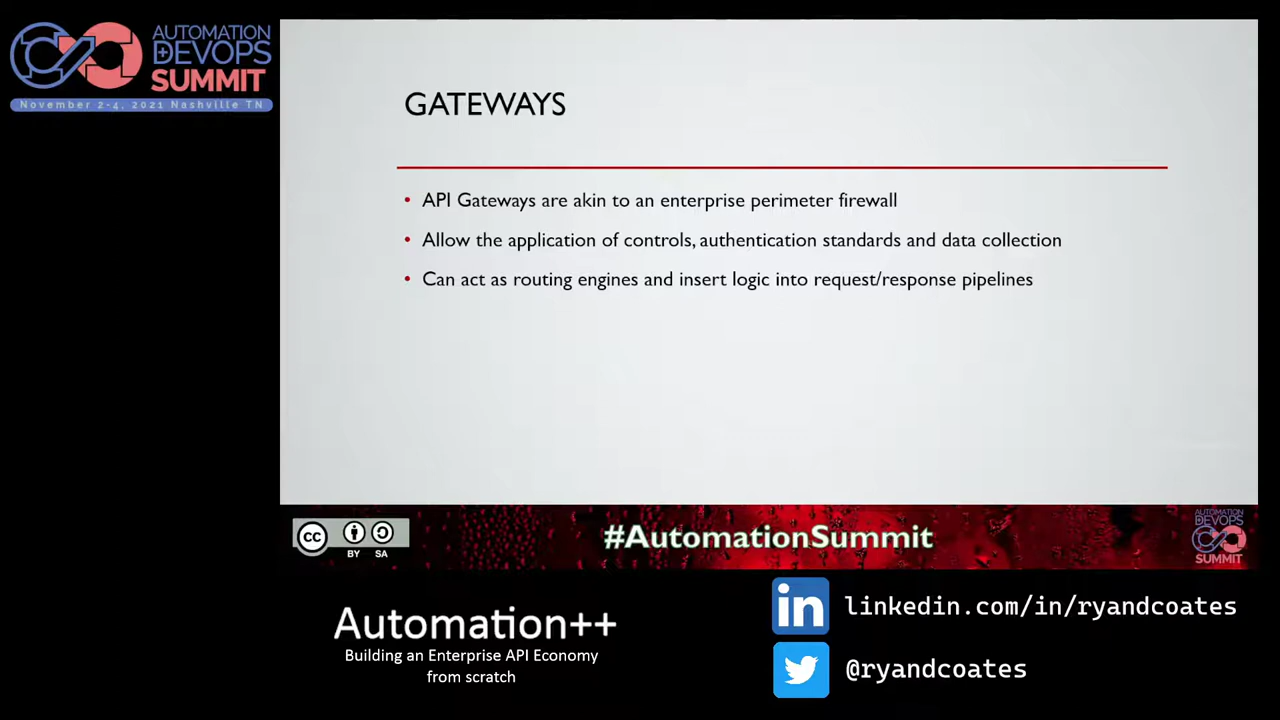 AUTOMATION
DEVOPS
SUMMIT
November 2-4, 2021 Nashville TN
GATEWAYS
• API Gateways are akin to an enterprise perimeter firewall
• Allow the application of controls, authentication standards and data collection
• Can act as routing engines and insert logic into request/response pipelines
cc
BY SA
#AutomationSummit
AUTOMATION
DEVOPS
SUMMIT
Automation++
Building an Enterprise API Economy
from scratch
in linkedin.com/in/ryandcoates
@ryandcoates